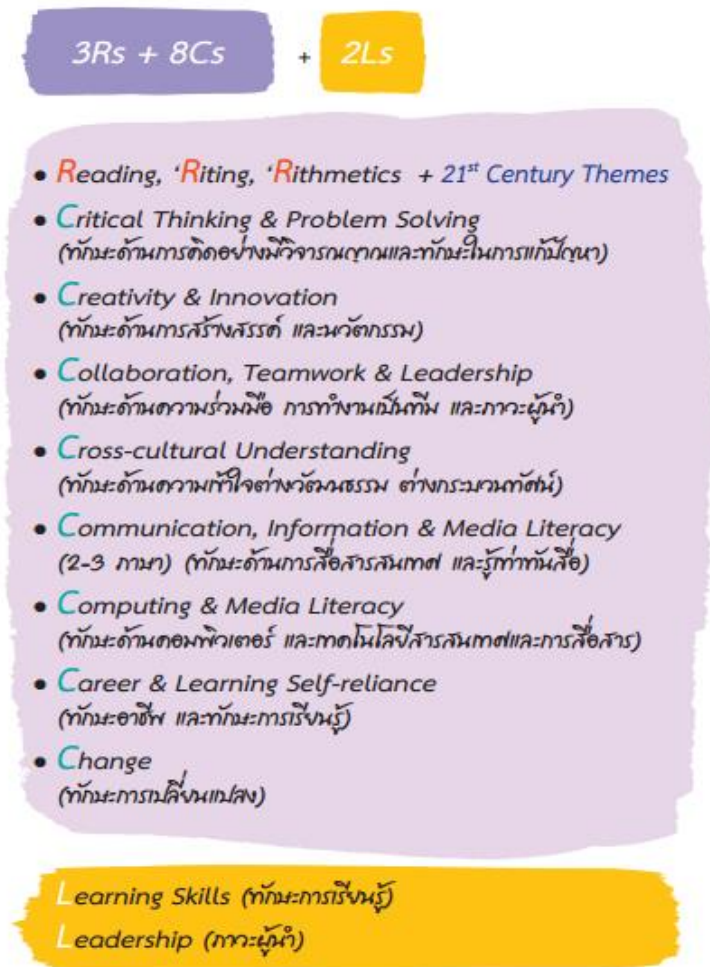 3Rs + 8Cs + 2Ls
• Reading, ‘Riting, ‘Rithmetics + 21st Century Themes
• Critical Thinking & Problem Solving
(ทักษะด้านการคิดอย่างมีวิจารณญาณและทักษะในการแก้ปัญหา)
• Creativity & Innovation
(ทักษะด้านการสร้างสรรค์ และนวัตกรรม)
• Collaboration, Teamwork & Leadership
(ทักษะด้านความร่วมมือ การทำงานเป็นทีม และภาวะผู้นำ)
• Cross-cultural Understanding
(ทักษะด้านความเข้าใจต่างวัฒนธรรม ต่างกระบวนทัศน์)
• Communication, Information & Media Literacy
(2-3 ภาษา) (ทักษะด้านการสื่อสารสนเทศ และรู้เท่าทันสื่อ)
• Computing & Media Literacy
(ทักษะด้านคอมพิวเตอร์ และเทคโนโลยีสารสนเทศและการสื่อสาร)
• Career & Learning Self-reliance
(ทักษะอาชีพ และทักษะการเรียนรู้)
• Change
(ทักษะการเปลี่ยนแปลง)
Learning Skills (ทักษะการเรียนรู้)
Leadership (ภาวะผู้นำ)